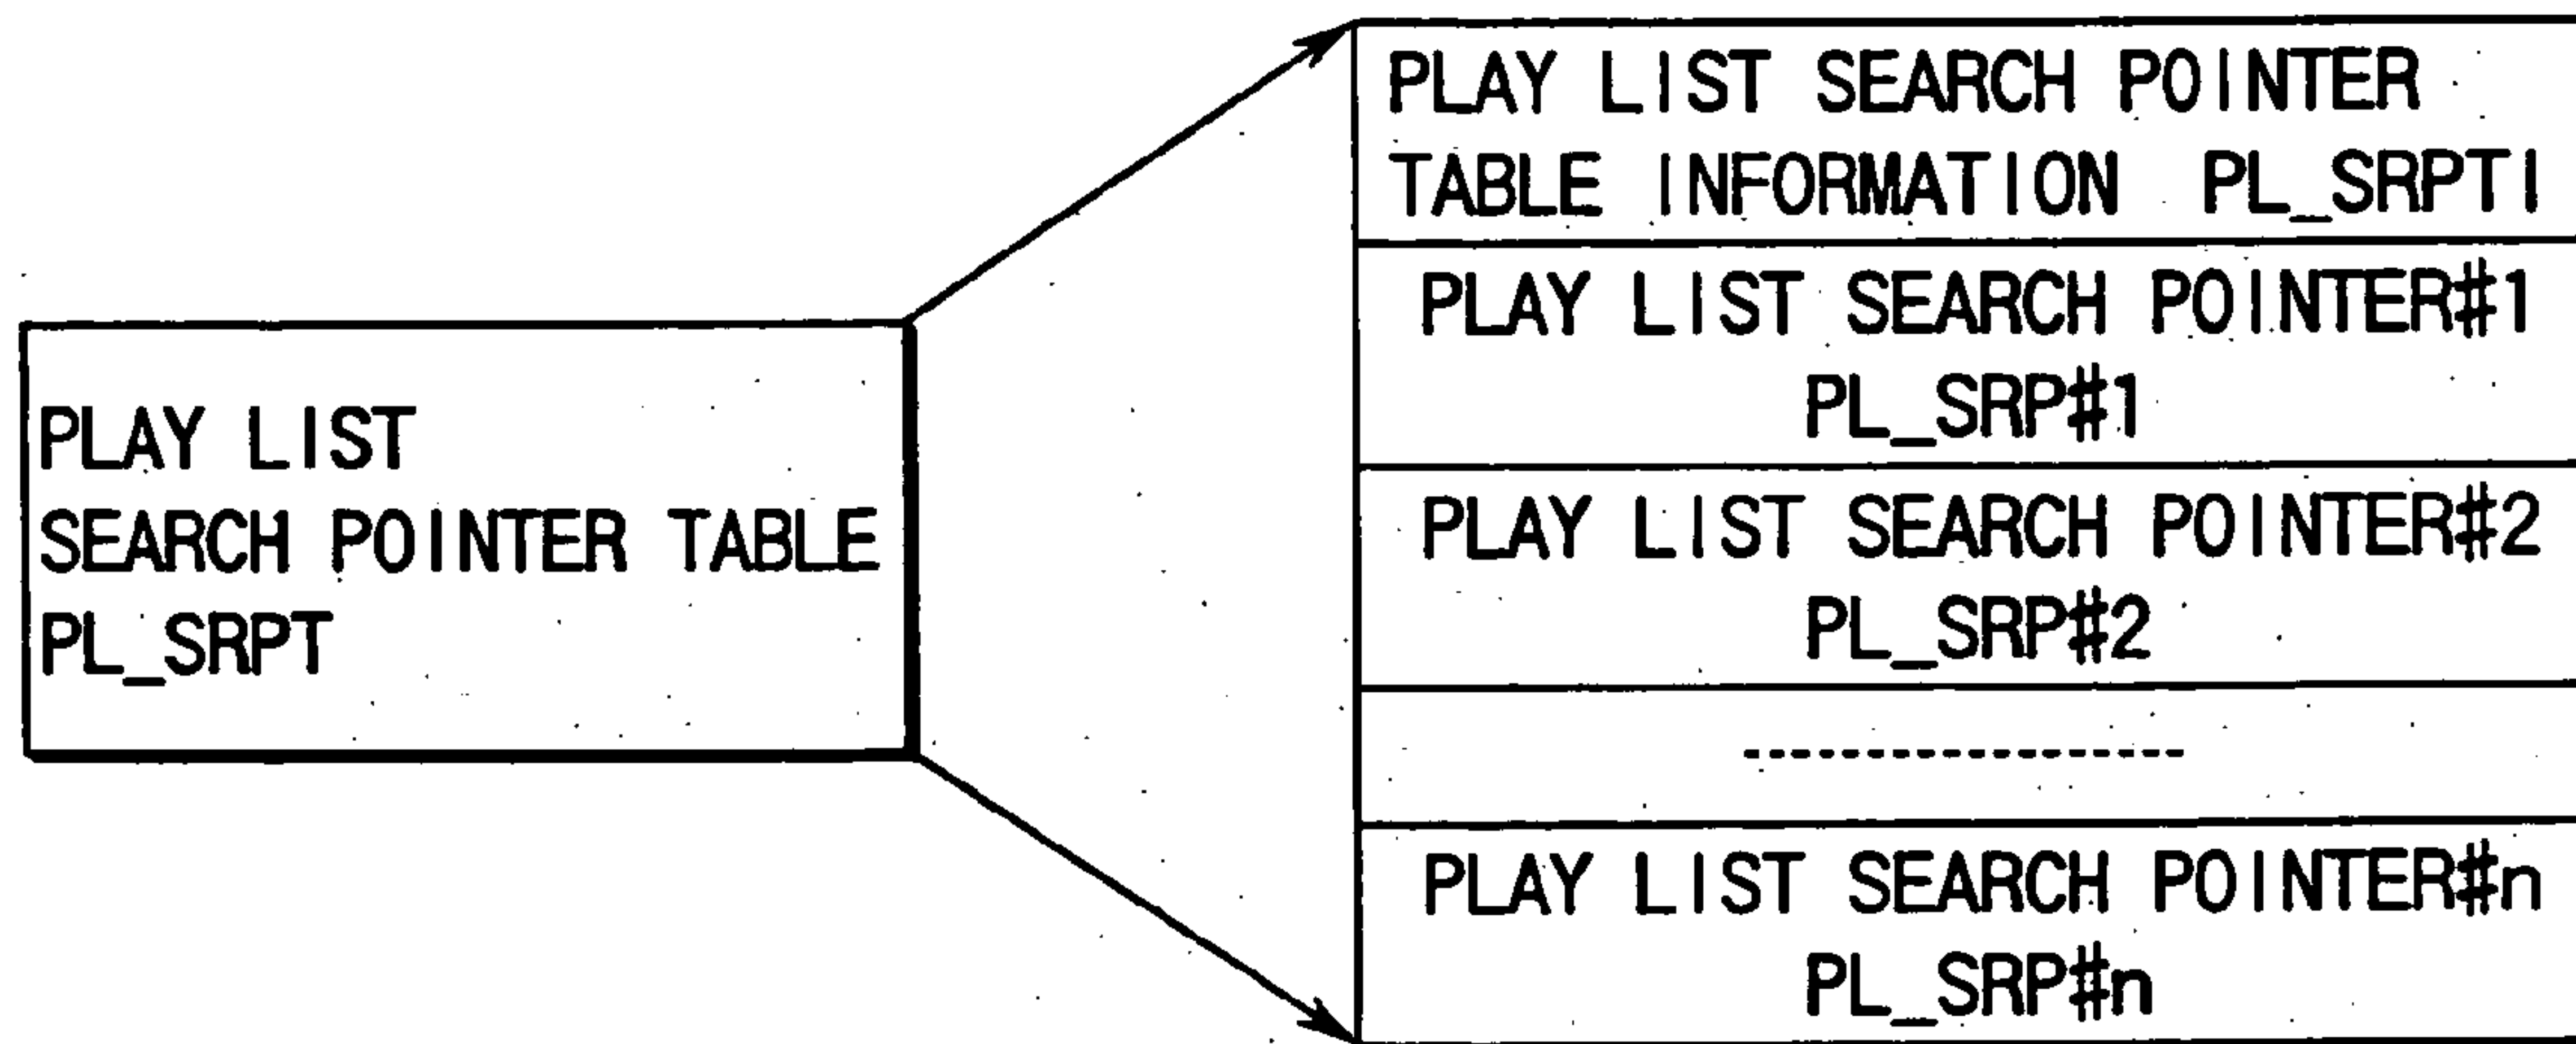 PLAY LIST
SEARCH POINTER TABLE
PL_SRPT
PLAY LIST SEARCH POINTER
TABLE INFORMATION PL_SRPTI
PLAY LIST SEARCH POINTER#1
PL_SRP#1
PLAY LIST SEARCH POINTER#2
PL_SRP#2
PLAY LIST SEARCH POINTER#n
PL_SRP#n